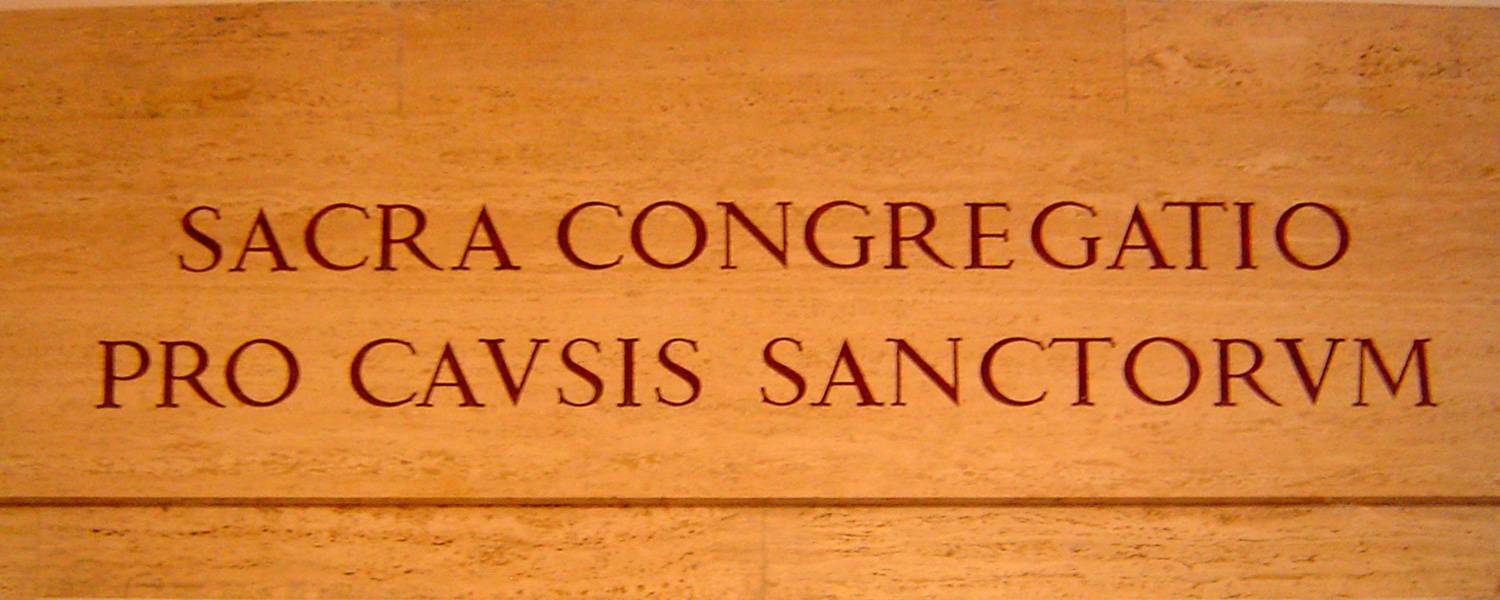 SACRA CONGREGATIO
PRO CAVSIS SANCTORVM